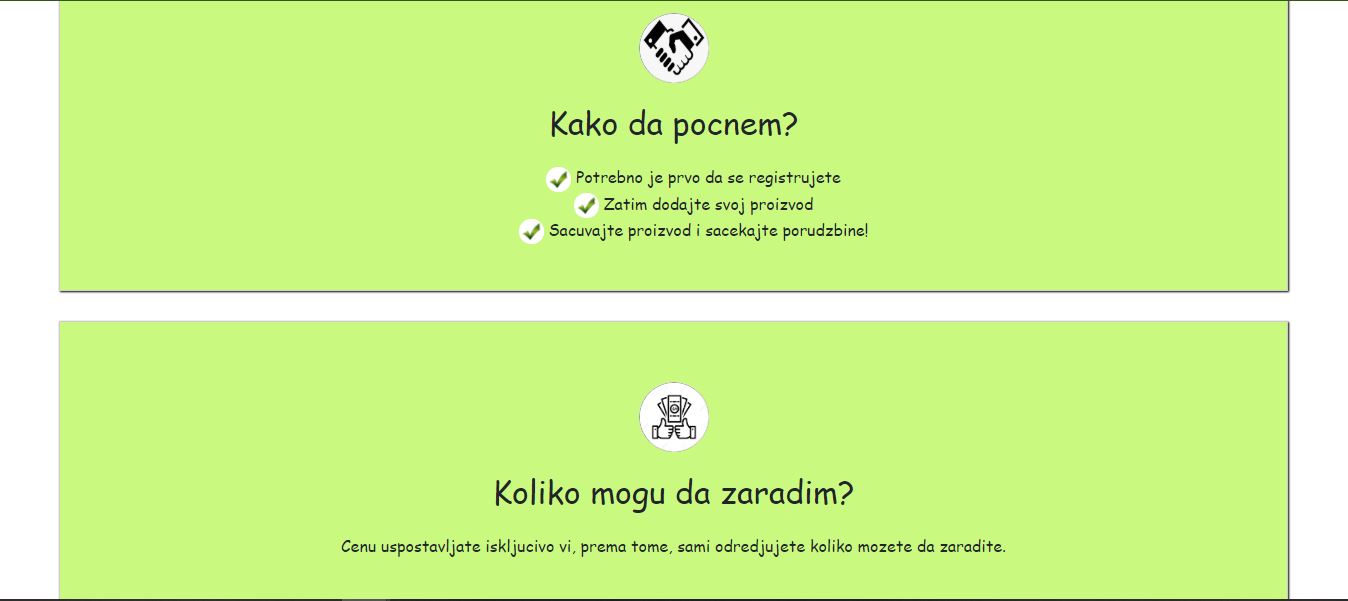 Kako da pocnem?
Potrebno je prvo da se registrujete
Zatim dodajte svoj proizvod
Sacuvajte proizvod i sacekajte porudzbine!
Koliko mogu da zaradim?
Cenu uspostavljate iskljucivo vi, prema tome, sami odredjujete koliko mozete da zaradite.